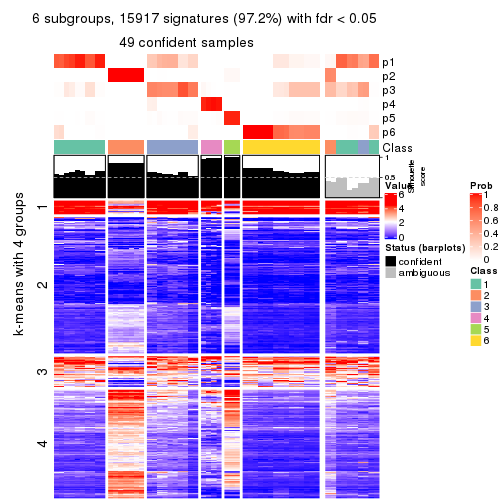 6 subgroups, 15917 signatures (97.2%) with fdr < 0.05
49 confident samples
p1
p2
p3
p4
p5
p6
Class
1
0.5
0
Silhouette
score
k-means with 4 groups
1
2
3
4
Value
6
4
2
0
Status (barplots)
confident
ambiguous
Prob
1
0.8
0.6
0.4
0.2
0
Class
1
2
3
4
5
6